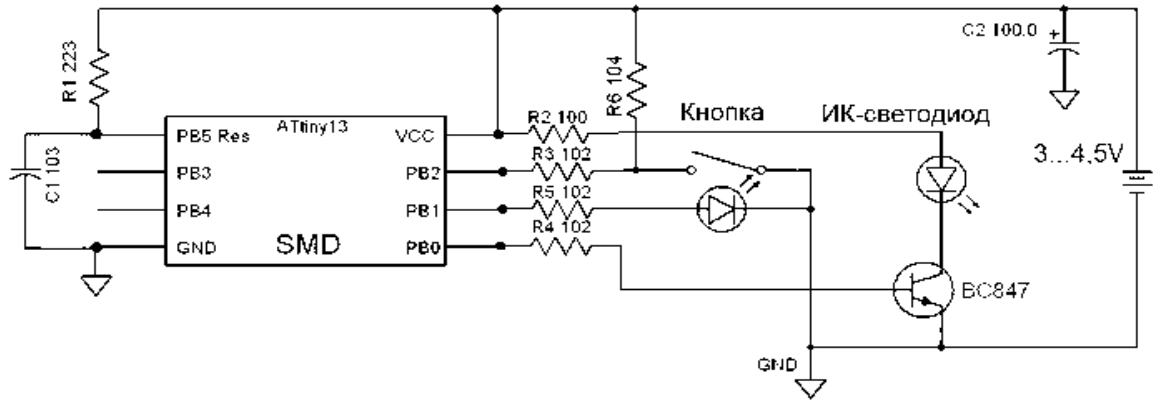 R1 223
C1 103
ATtiny13
PB5 Res
PB3
PB4
GND
SMD
VCC
PB2
PB1
PB0
R2 100
R3 102
R5 102
R4 102
R6 104
Кнопка
ИК-светодиод
C2 100.0
+
3...4,5V
BC847
GND